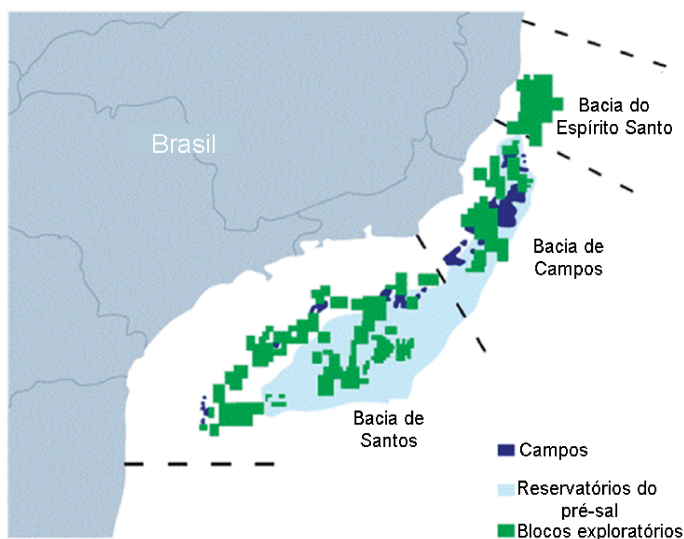 Brasil
Bacia do
Espírito Santo
Bacia de
Campos
Bacia de
Santos
Campos
Reservatórios do
pré-sal
Blocos exploratórios